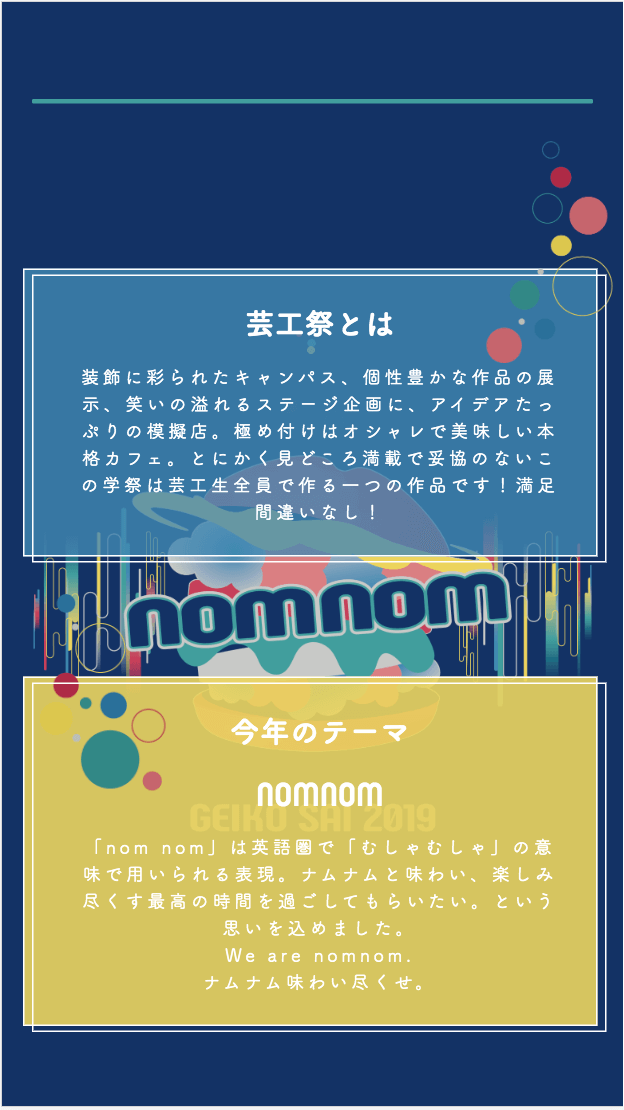 芸工祭とは
装飾に彩られたキャンパス、個性豊かな作品の展
示、笑いの溢れるステージ企画に、アイデアたっ
ぷりの模擬店。極め付けはオシャレで美味しい本
格カフェ。とにかく見どころ満載で妥協のないこ
の学祭は芸工生全員で作る一つの作品です！満足
間違いなし！
nomnom
今年のテーマ
nomnom
GEIKO SAI 2019
「nom nom」は英語圏で「むしゃむしゃ」の意
味で用いられる表現。ナムナムと味わい、楽しみ
尽くす最高の時間を過ごしてもらいたい。という
思いを込めました。
We are nomnom.
ナムナム味わい尽くせ。